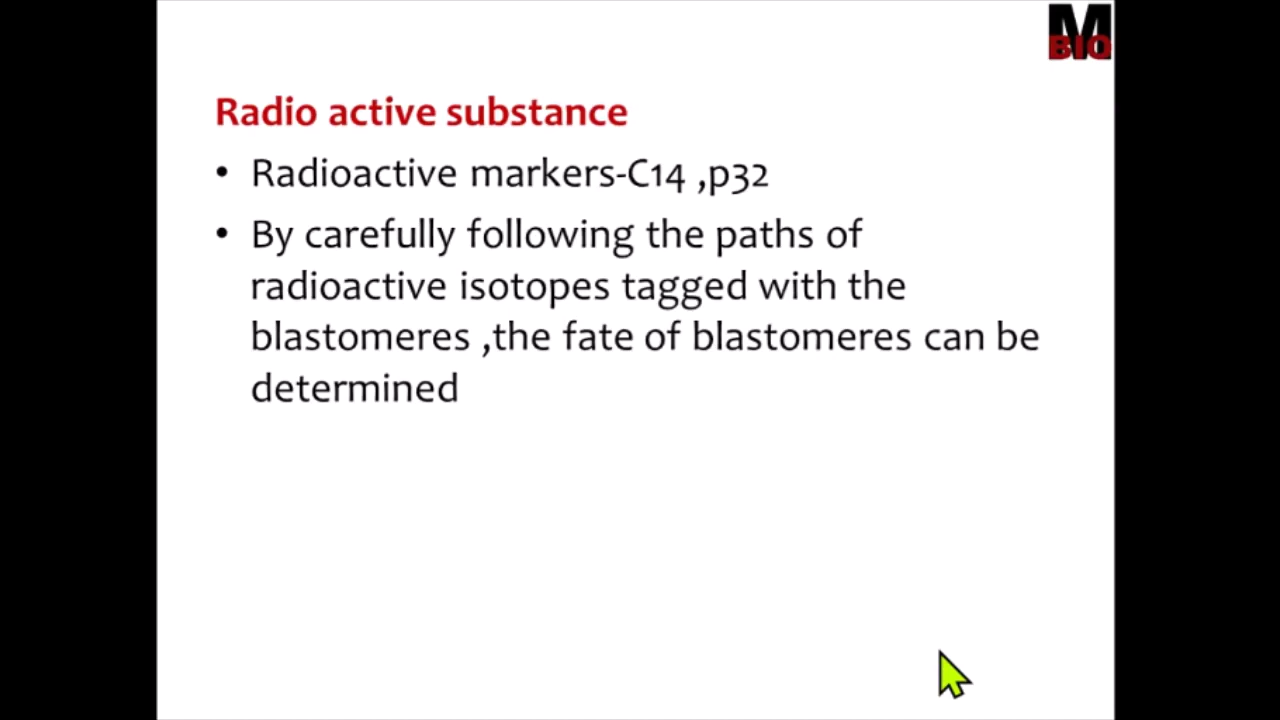 M
BIO
Radio active substance
• Radioactive markers-C14 ,p32
• By carefully following the paths of
radioactive isotopes tagged with the
blastomeres ,the fate of blastomeres can be
determined